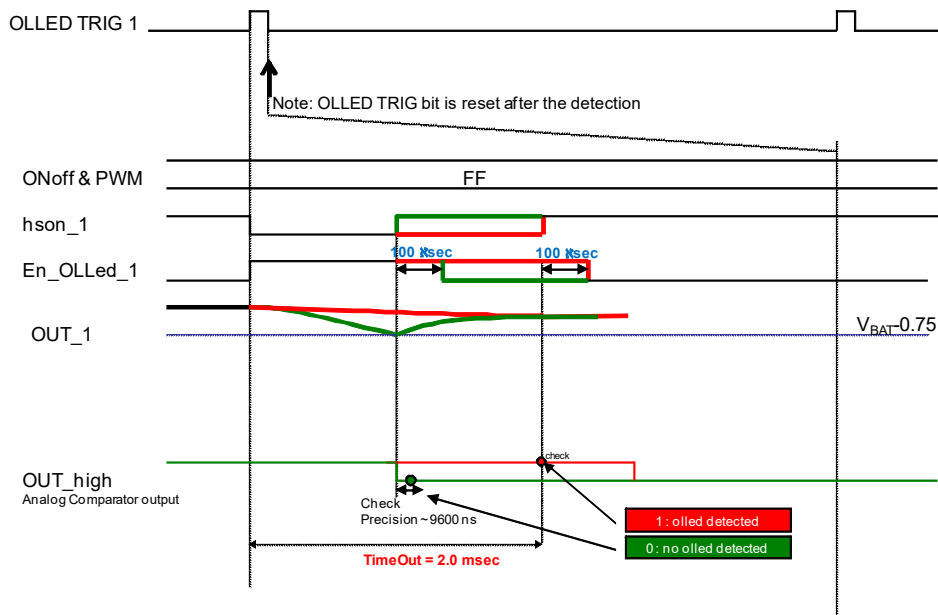 OLLED TRIG 1
Note: OLLED TRIG bit is reset after the detection
ONoff & PWM
FF
hson_1
100 sec
100 sec
En_OLLed_1
OUT_1
VBAT-0.75
check
OUT_high
Analog Comparator output
Check
Precision ~9600 ns
1 : olled detected
0 : no olled detected
TimeOut = 2.0 msec